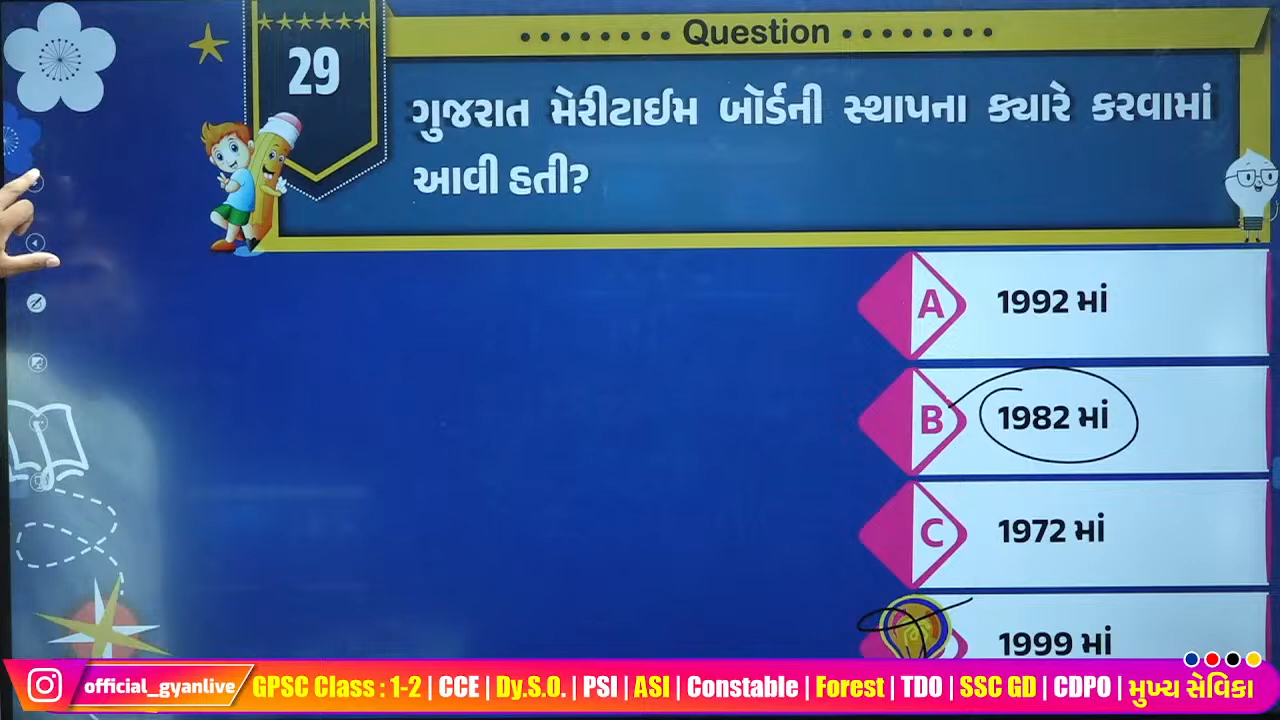 Question
29
ગુજરાત મેરીટાઈમ બોર્ડની સ્થાપના ક્યારે કરવામાં
આવી હતી?
A 1992 માં
B 1982 માં
C 1972 માં
1999 માં
official_gyanlive GPSC Class : 1-2 | CCE | Dy.S.O. | PSI | ASI | Constable | Forest | TDO | SSC GD | CDPO | મુખ્ય સેવિકા